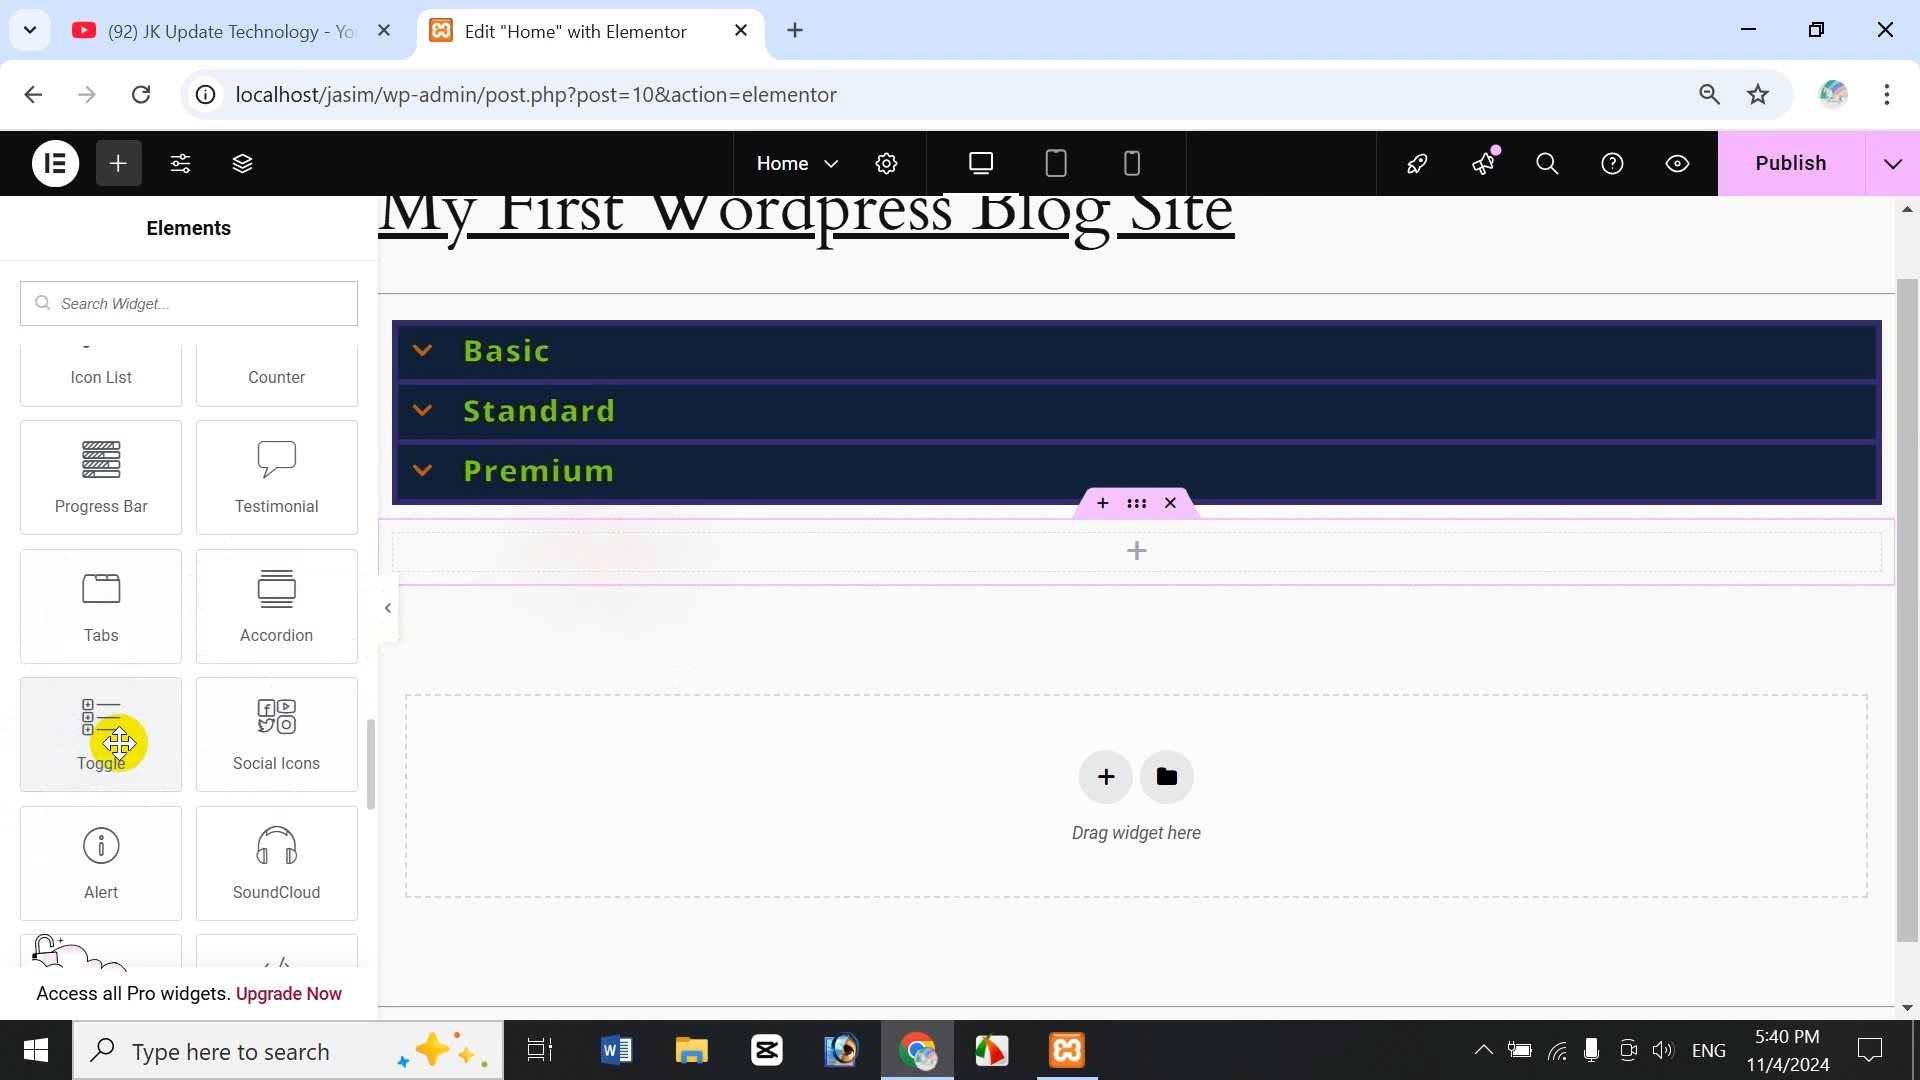 (92) JK Update Technology - You
Edit "Home" with Elementor
localhost/jasim/wp-admin/post.php?post=10&action=elementor
Home
Publish
Elements
Search Widget...
Icon List
Counter
Progress Bar
Testimonial
Tabs
Accordion
Toggle
Social Icons
Alert
SoundCloud
Access all Pro widgets. Upgrade Now
My First Wordpress Blog Site
Basic
Standard
Premium
Drag widget here
Type here to search
ENG
5:40 PM
11/4/2024